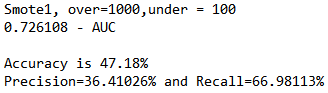 Smote1, over=1000,under = 100
0.726108 - AUC
Accuracy is 47.18%
Precision=36.41026% and Recall=66.98113%